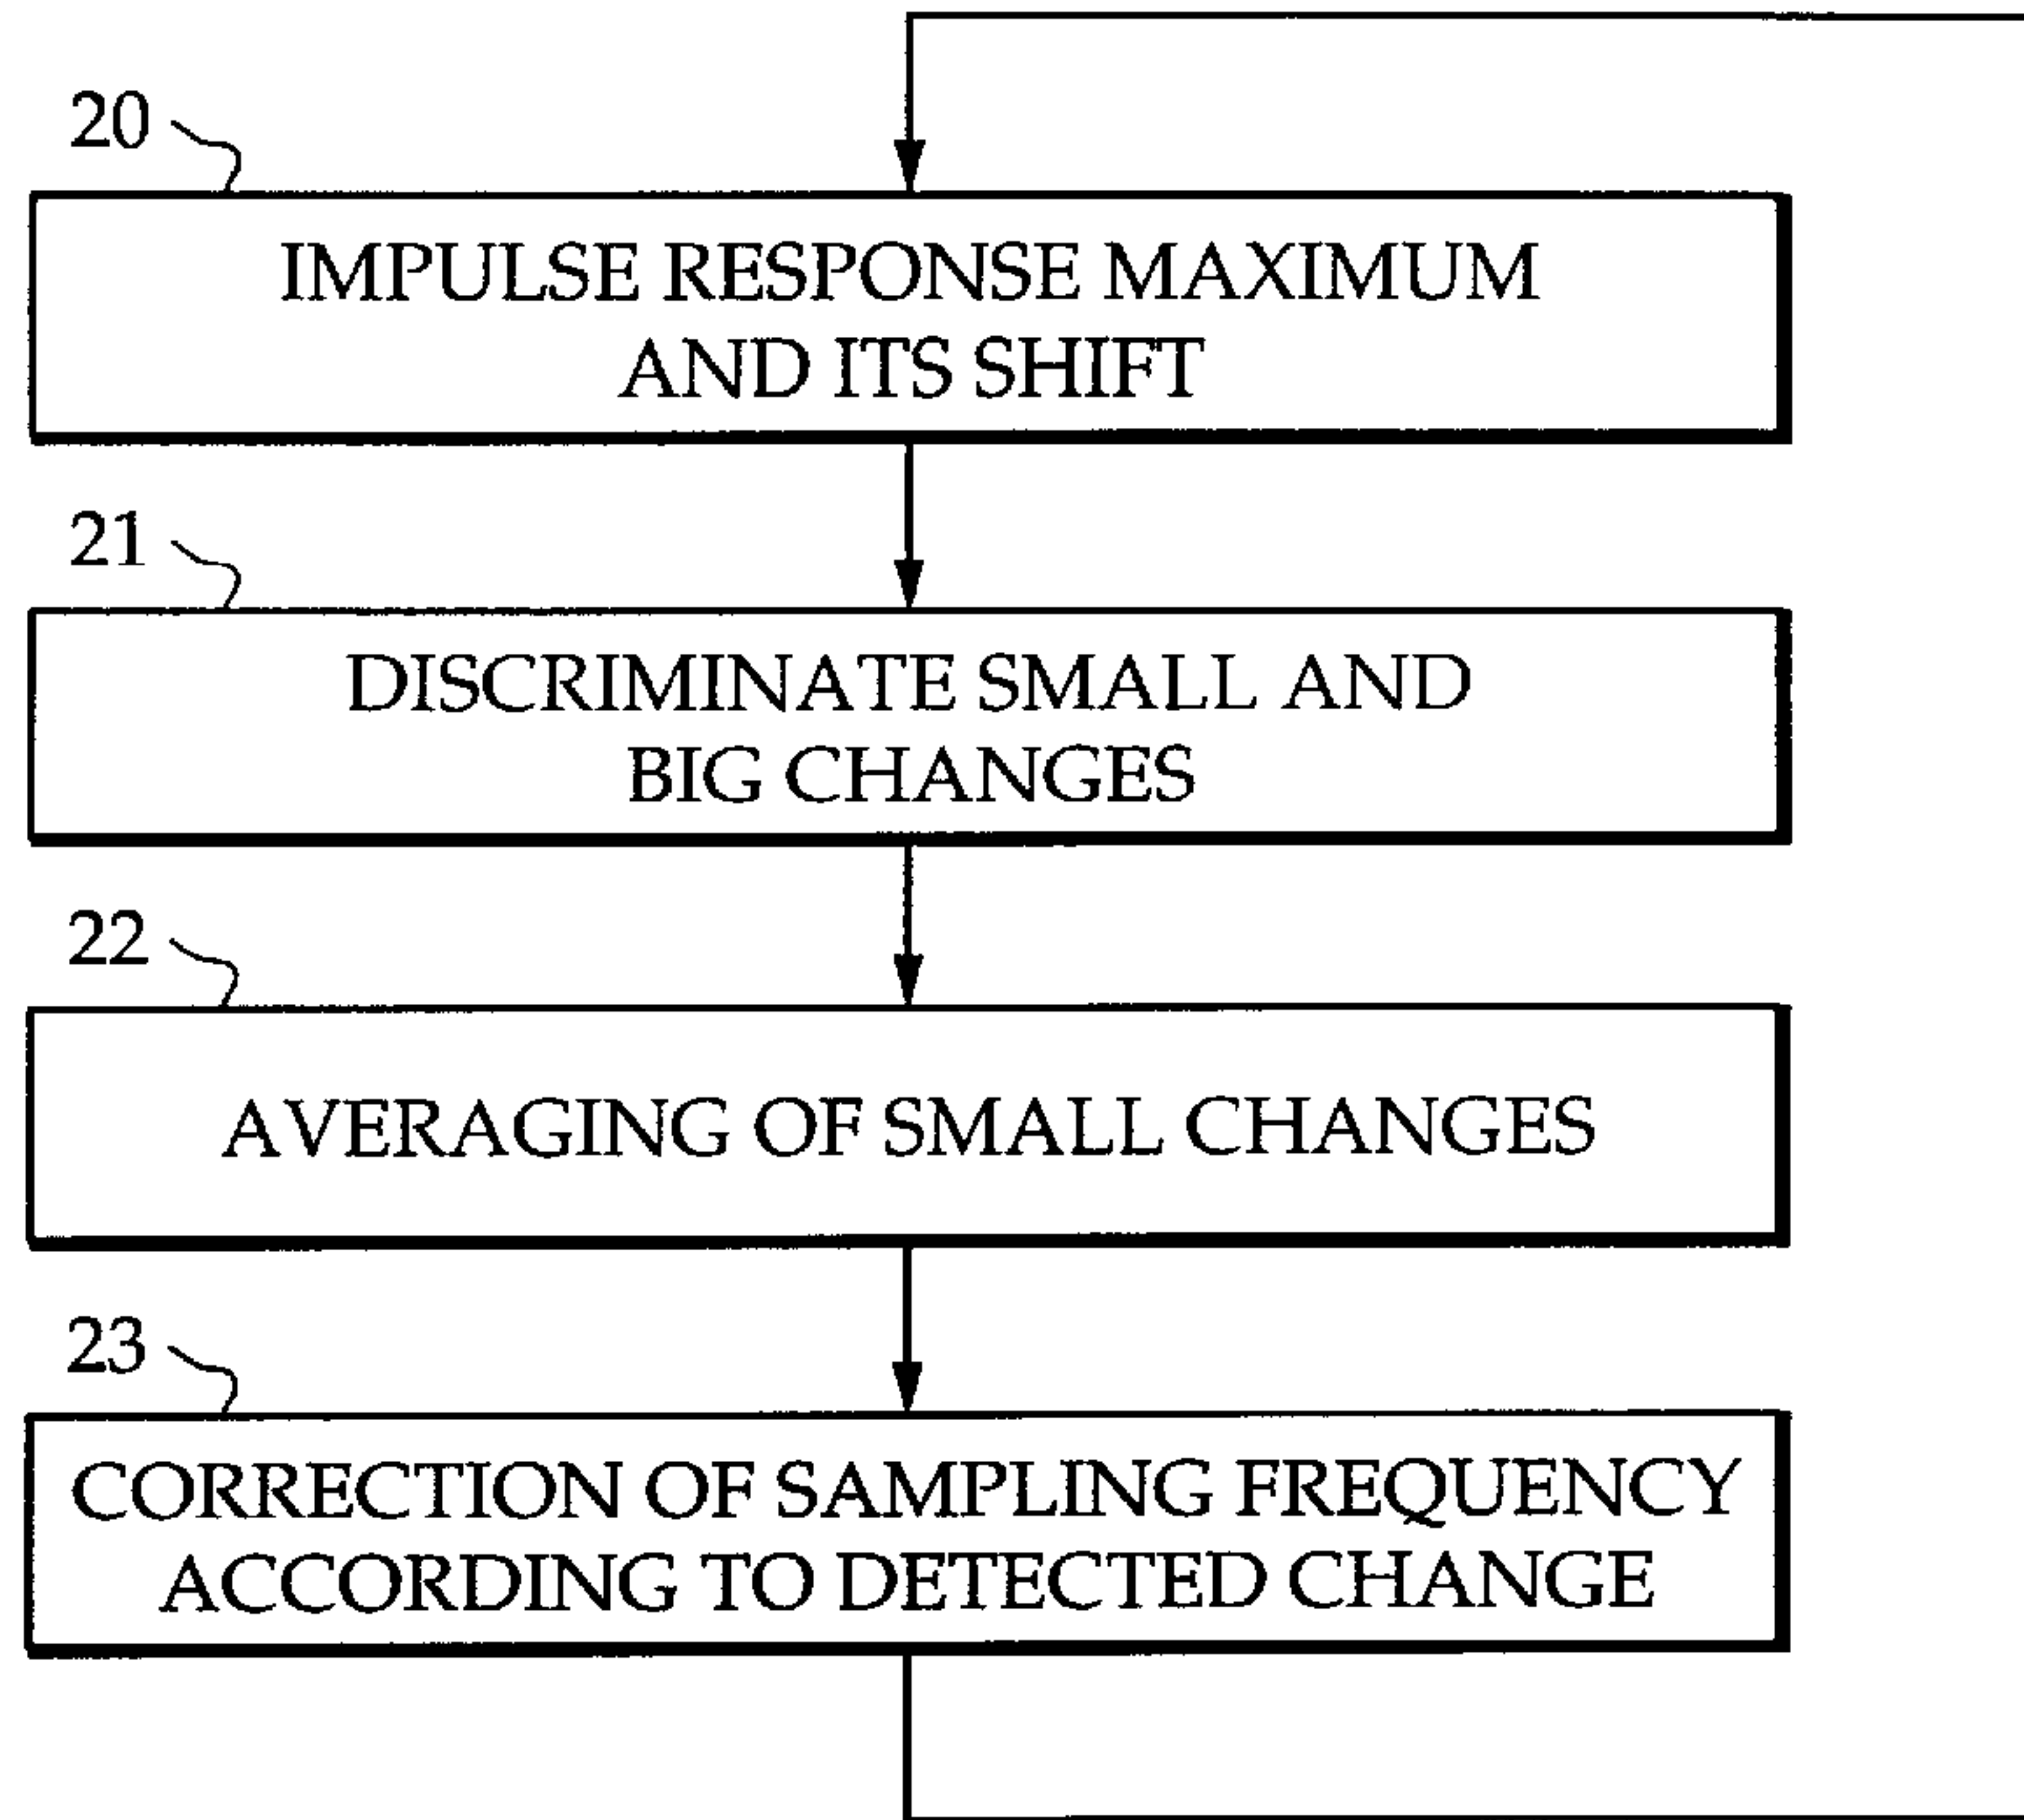 20
IMPULSE RESPONSE MAXIMUM
AND ITS SHIFT
21
DISCRIMINATE SMALL AND
BIG CHANGES
22
AVERAGING OF SMALL CHANGES
23
CORRECTION OF SAMPLING FREQUENCY
ACCORDING TO DETECTED CHANGE